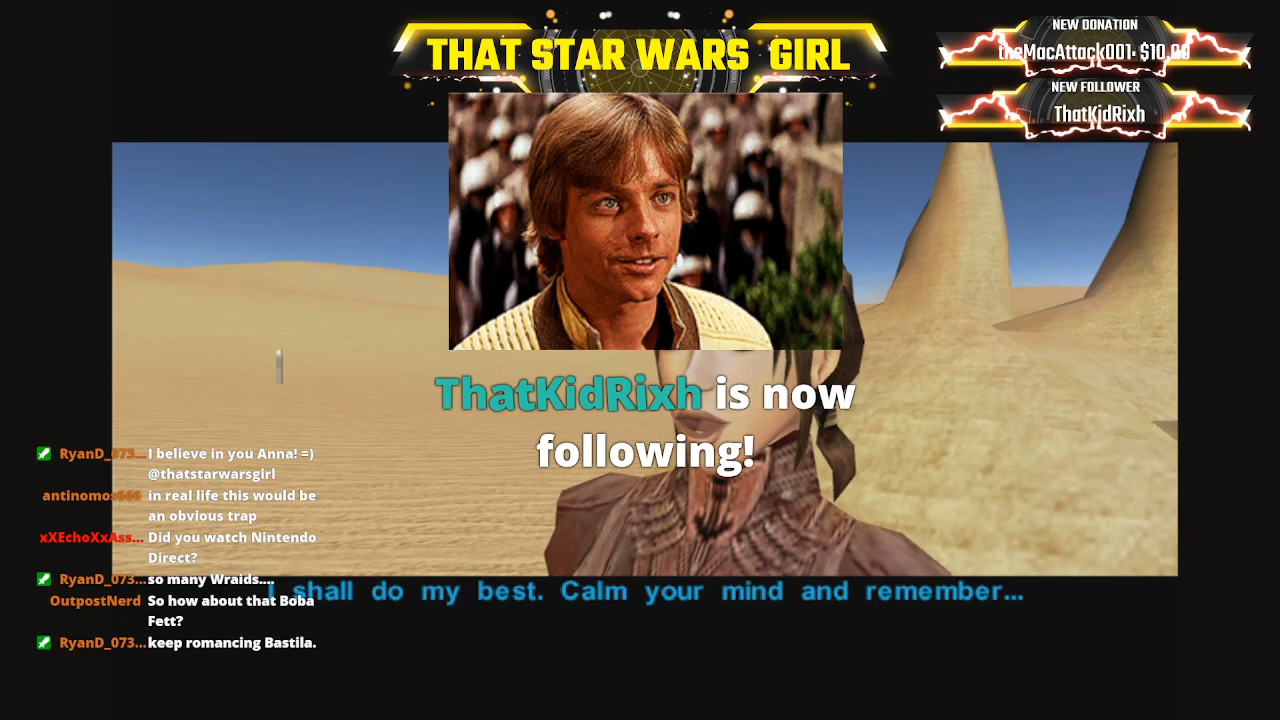 THAT STAR WARS GIRL
NEW DONATION
theMacAttack001: $10.00
NEW FOLLOWER
ThatKidRixh
ThatKidRixh is now
following!
RyanD_073... I believe in you Anna! =)
@thatstarwarsgirl
antinomos666 in real life this would be
an obvious trap
xXEchoXxAss... Did you watch Nintendo
Direct?
RyanD_073... so many Wraids....
OutpostNerd So how about that Boba
Fett?
RyanD_073... keep romancing Bastila.
I shall do my best. Calm your mind and remember...